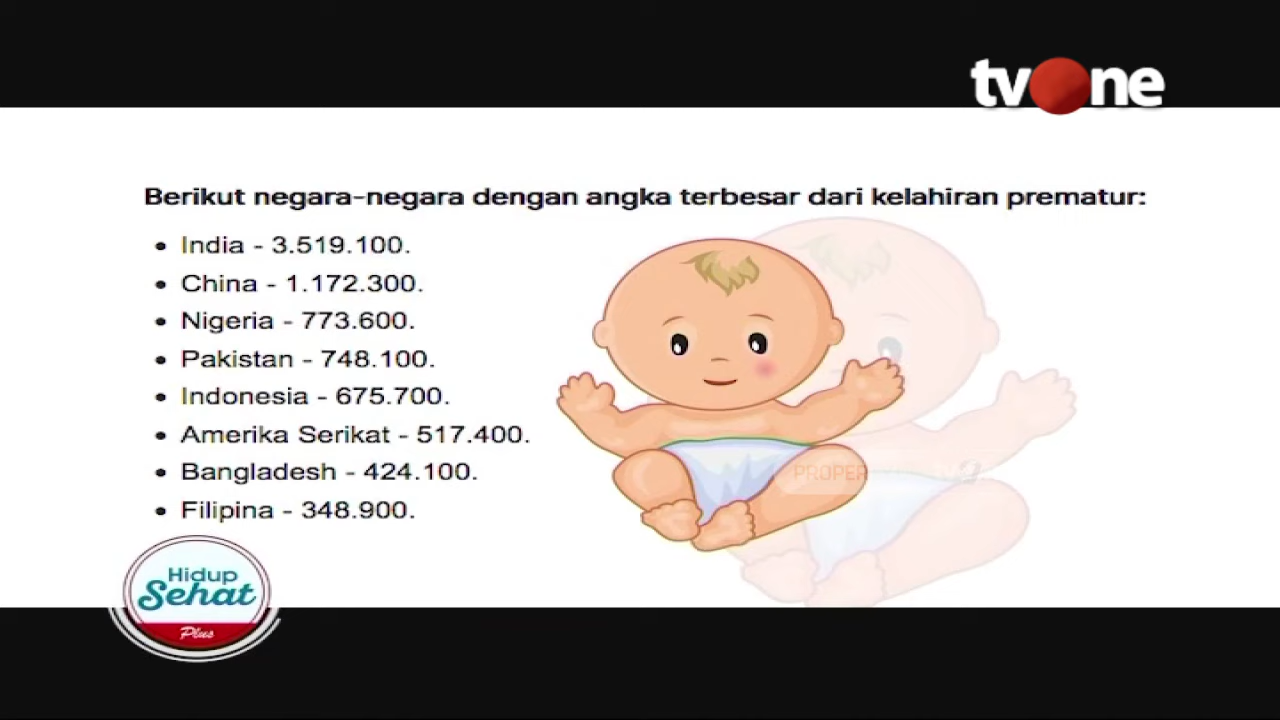 tvOne
Berikut negara-negara dengan angka terbesar dari kelahiran prematur:
• India - 3.519.100.
• China - 1.172.300.
• Nigeria - 773.600.
• Pakistan - 748.100.
• Indonesia - 675.700.
• Amerika Serikat - 517.400.
• Bangladesh - 424.100.
PROPER
• Filipina - 348.900.
Hidup
Sehat
Plus